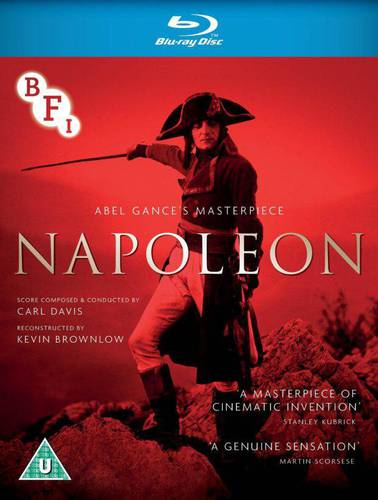 Blu-ray Disc
BFI
ABEL GANCE'S MASTERPIECE
NAPOLEON
SCORE COMPOSED & CONDUCTED BY
CARL DAVIS
RECONSTRUCTED BY
KEVIN BROWNLOW
'A MASTERPIECE OF
CINEMATIC INVENTION'
STANLEY KUBRICK
'A GENUINE SENSATION'
MARTIN SCORSESE
U